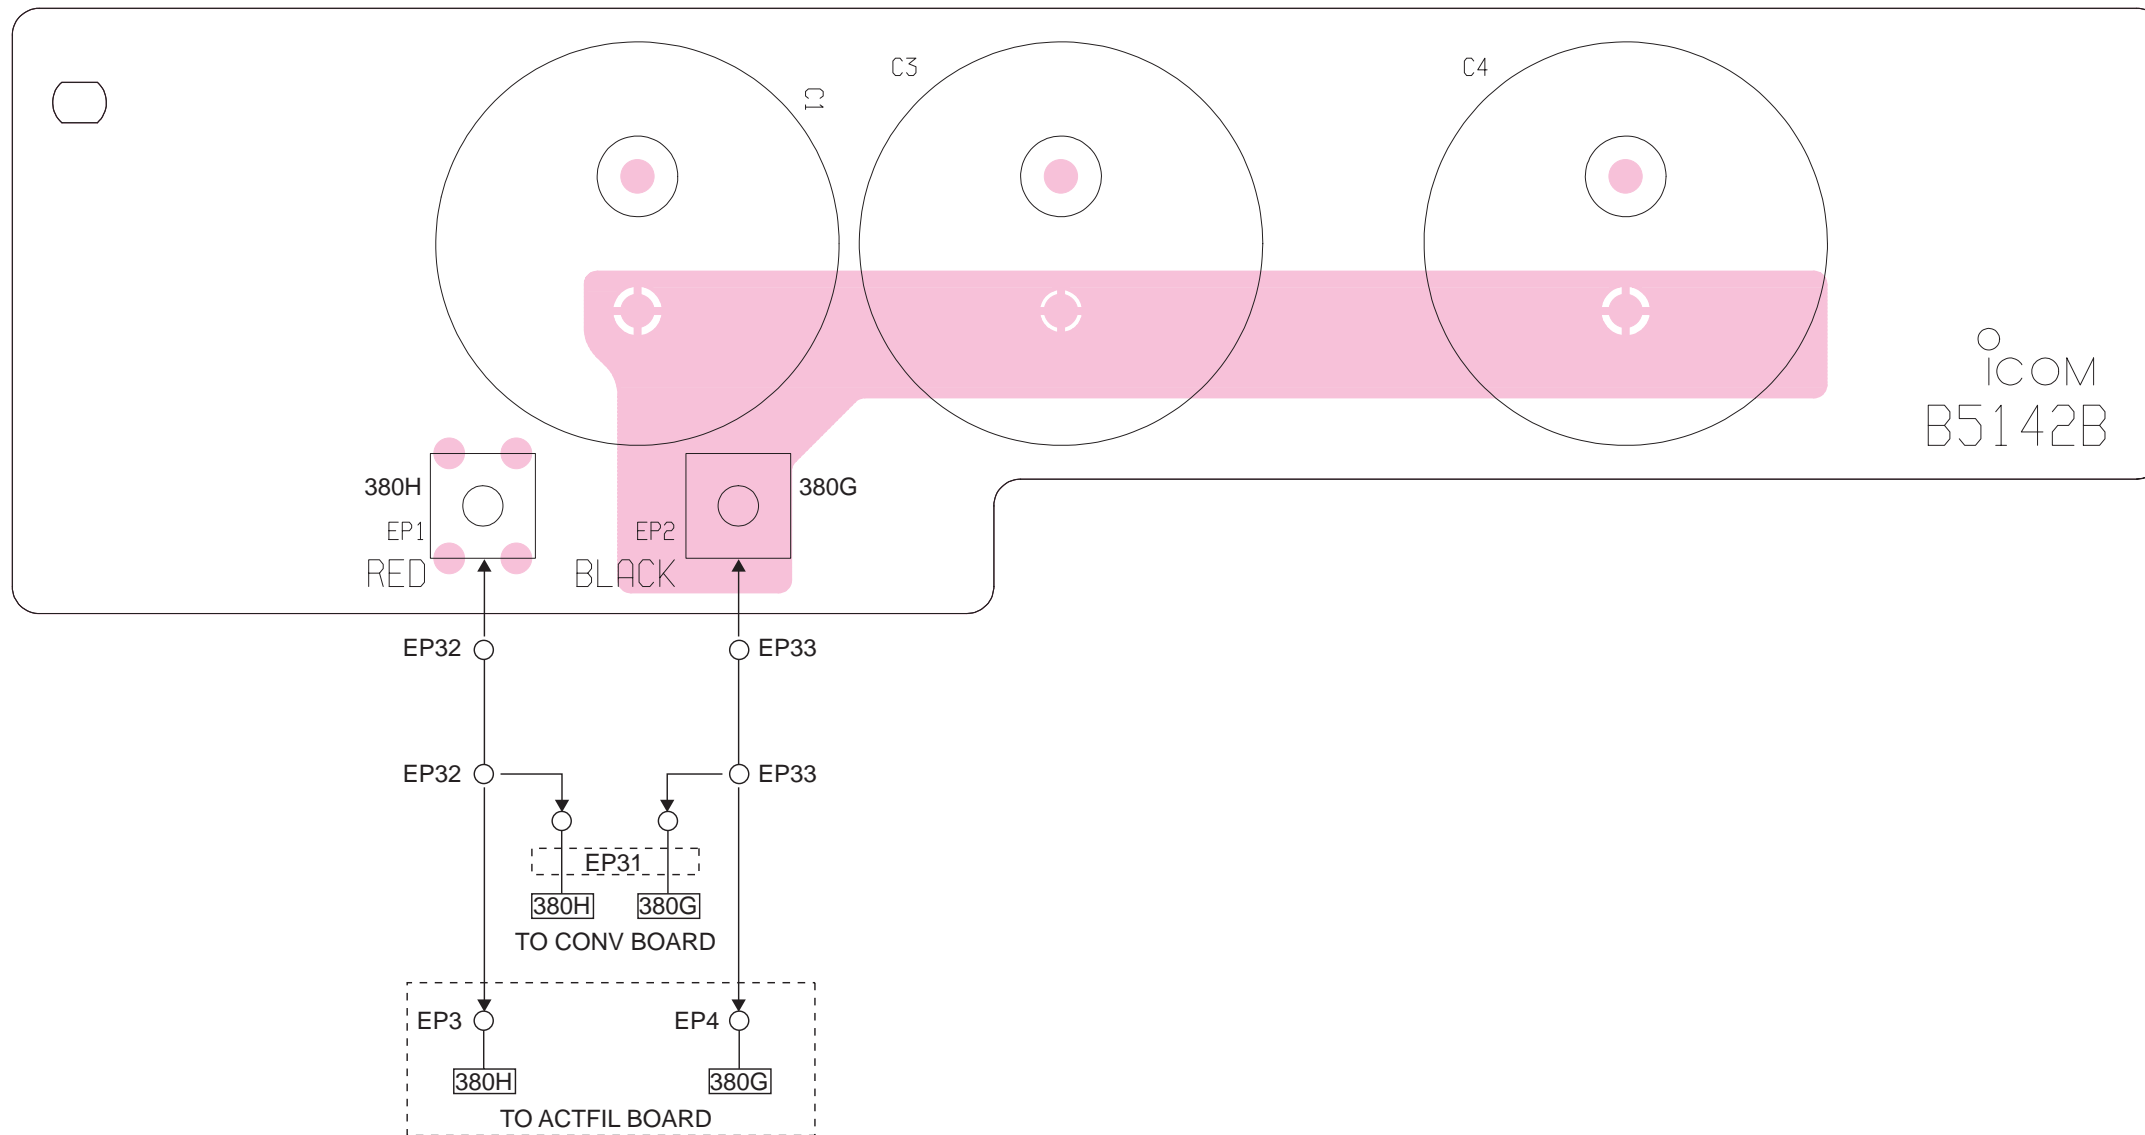 C1
C3
C4
iCOM
B5142B
380H
EP1
RED
380G
EP2
BLACK
EP32
EP33
EP32
EP33
EP31
380H
380G
TO CONV BOARD
EP3
EP4
380H
380G
TO ACTFIL BOARD